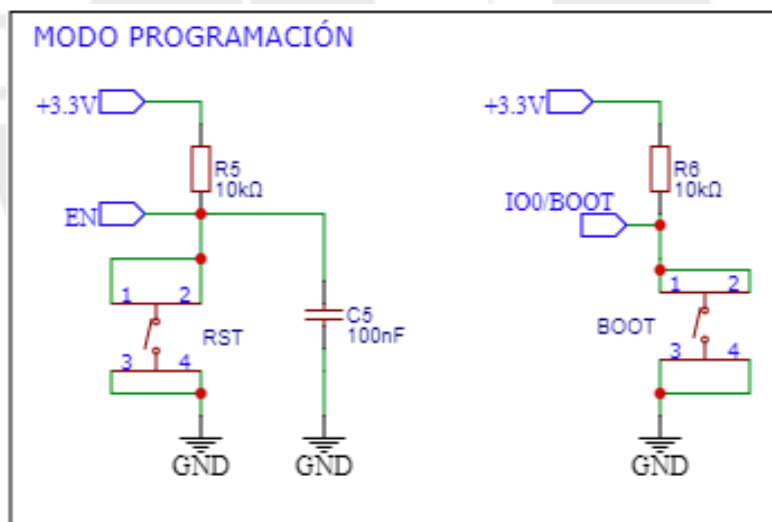 MODO PROGRAMACIÓN
+3.3V
R5
10kΩ
EN
1 2
RST
3 4
C5
100nF
GND
GND
+3.3V
R6
10kΩ
IO0/BOOT
1 2
BOOT
3 4
GND